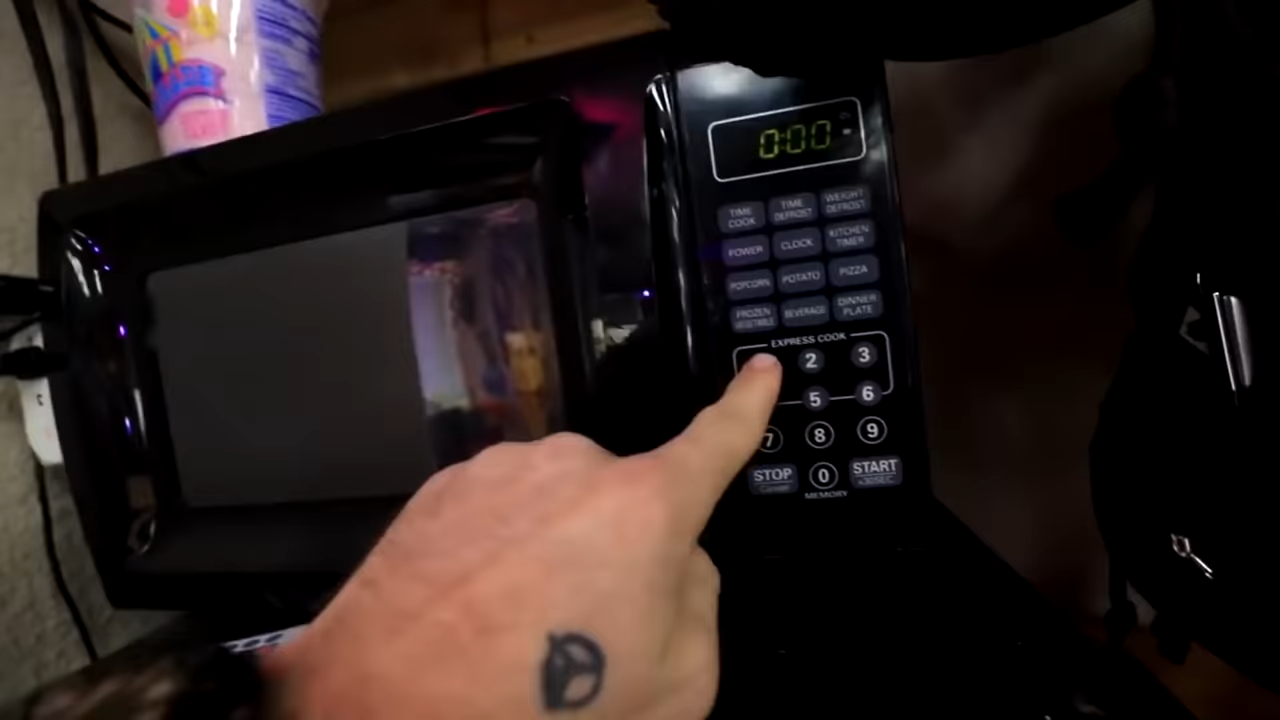 0:00
TIME COOK
TIME DEFROST
WEIGHT DEFROST
POWER
CLOCK
KITCHEN TIMER
POPCORN
POTATO
PIZZA
FROZEN VEGETABLE
BEVERAGE
DINNER PLATE
EXPRESS COOK
2
3
5
6
7
8
9
STOP
Cancel
0
START
+30SEC
MEMORY